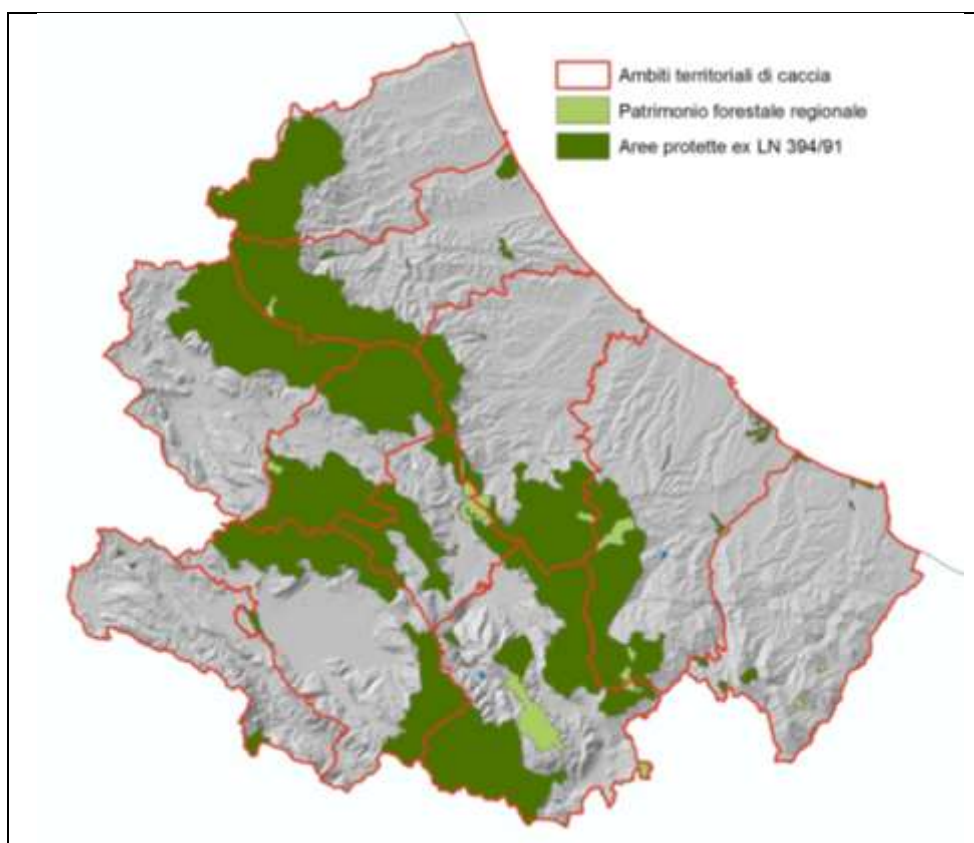 Ambiti territoriali di caccia
Patrimonio forestale regionale
Aree protette ex LN 394/91